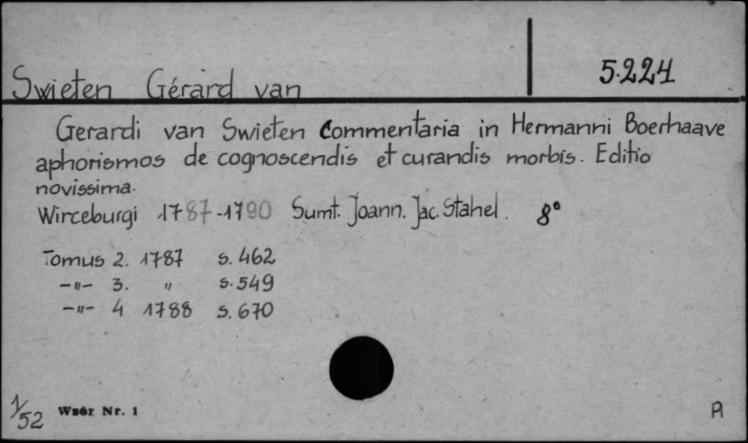 5.224
Swieten Gérard van
Gerardi van Swieten Commentaria in Hermanni Boerhaave
aphorismos de cognoscendis et curandis morbis. Editio
novissima.
Wirceburgi 1787-1790 Sumt. Joann. Jac. Stahel. 8°
Tomus 2. 1787 s. 462
-"- 3. " s. 549
-"- 4 1788 s. 670
1/52 Wsór Nr. 1
A